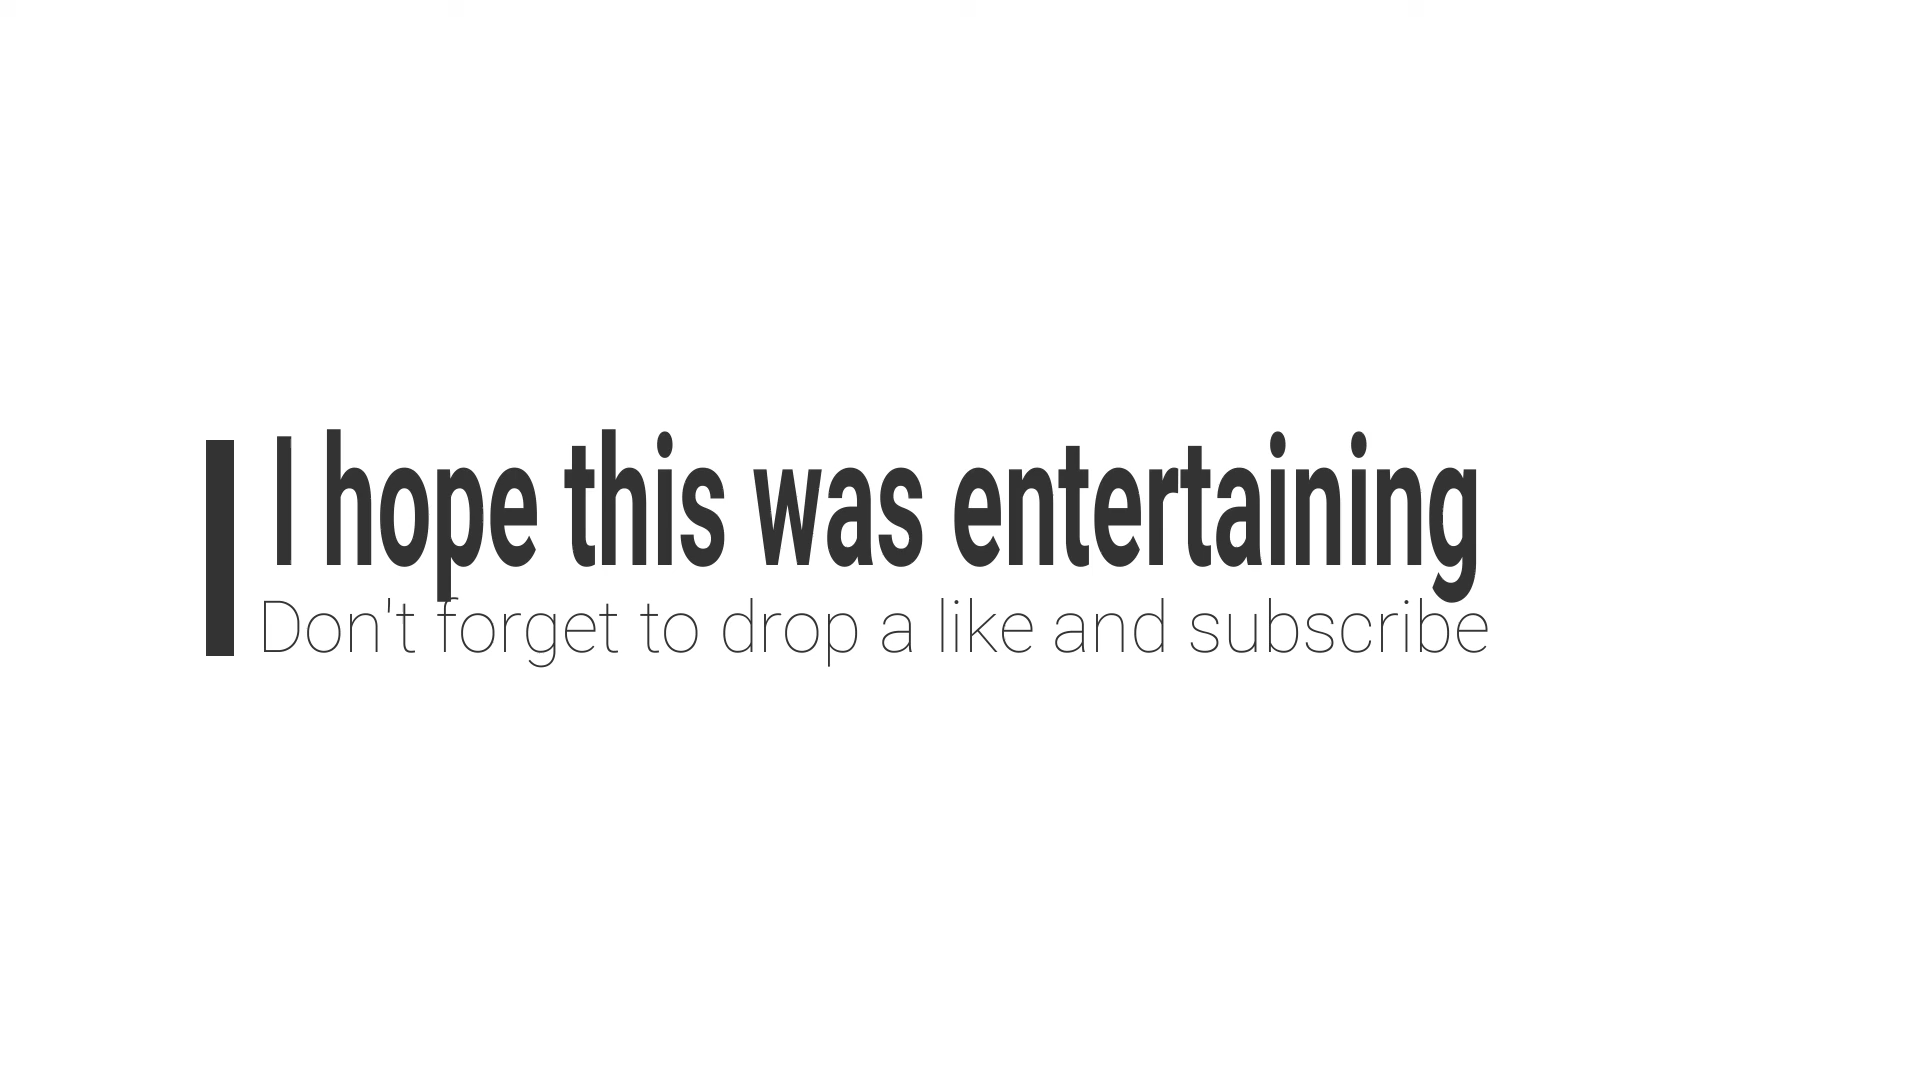 I hope this was entertaining
Don't forget to drop a like and subscribe